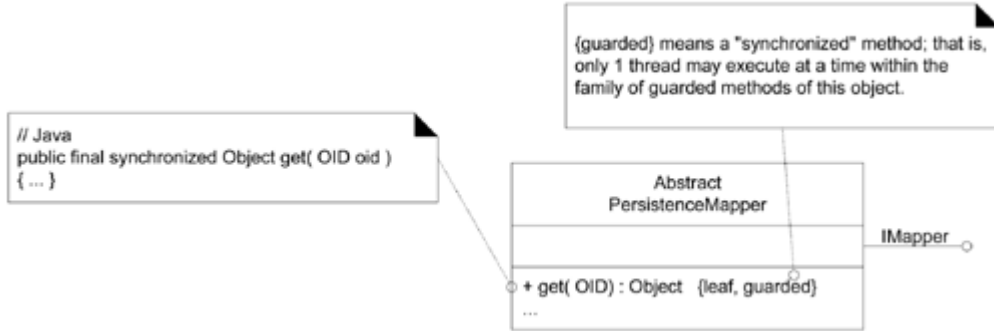 {guarded} means a "synchronized" method; that is,
only 1 thread may execute at a time within the
family of guarded methods of this object.
// Java
public final synchronized Object get( OID oid )
{ ... }
Abstract
PersistenceMapper
IMapper
+ get( OID) : Object {leaf, guarded}
...